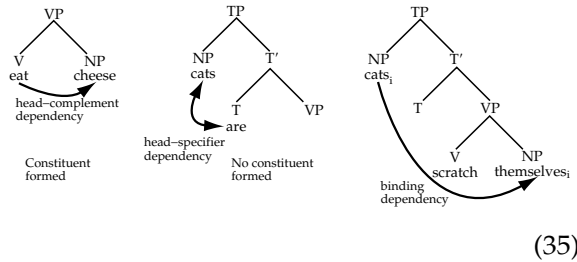 VP
V NP
eat cheese
head–complement
dependency
Constituent
formed
TP
NP T′
cats
T VP
are
head–specifier
dependency
No constituent
formed
TP
NP T′
catsᵢ
T VP
V NP
scratch themselvesᵢ
binding
dependency
(35)